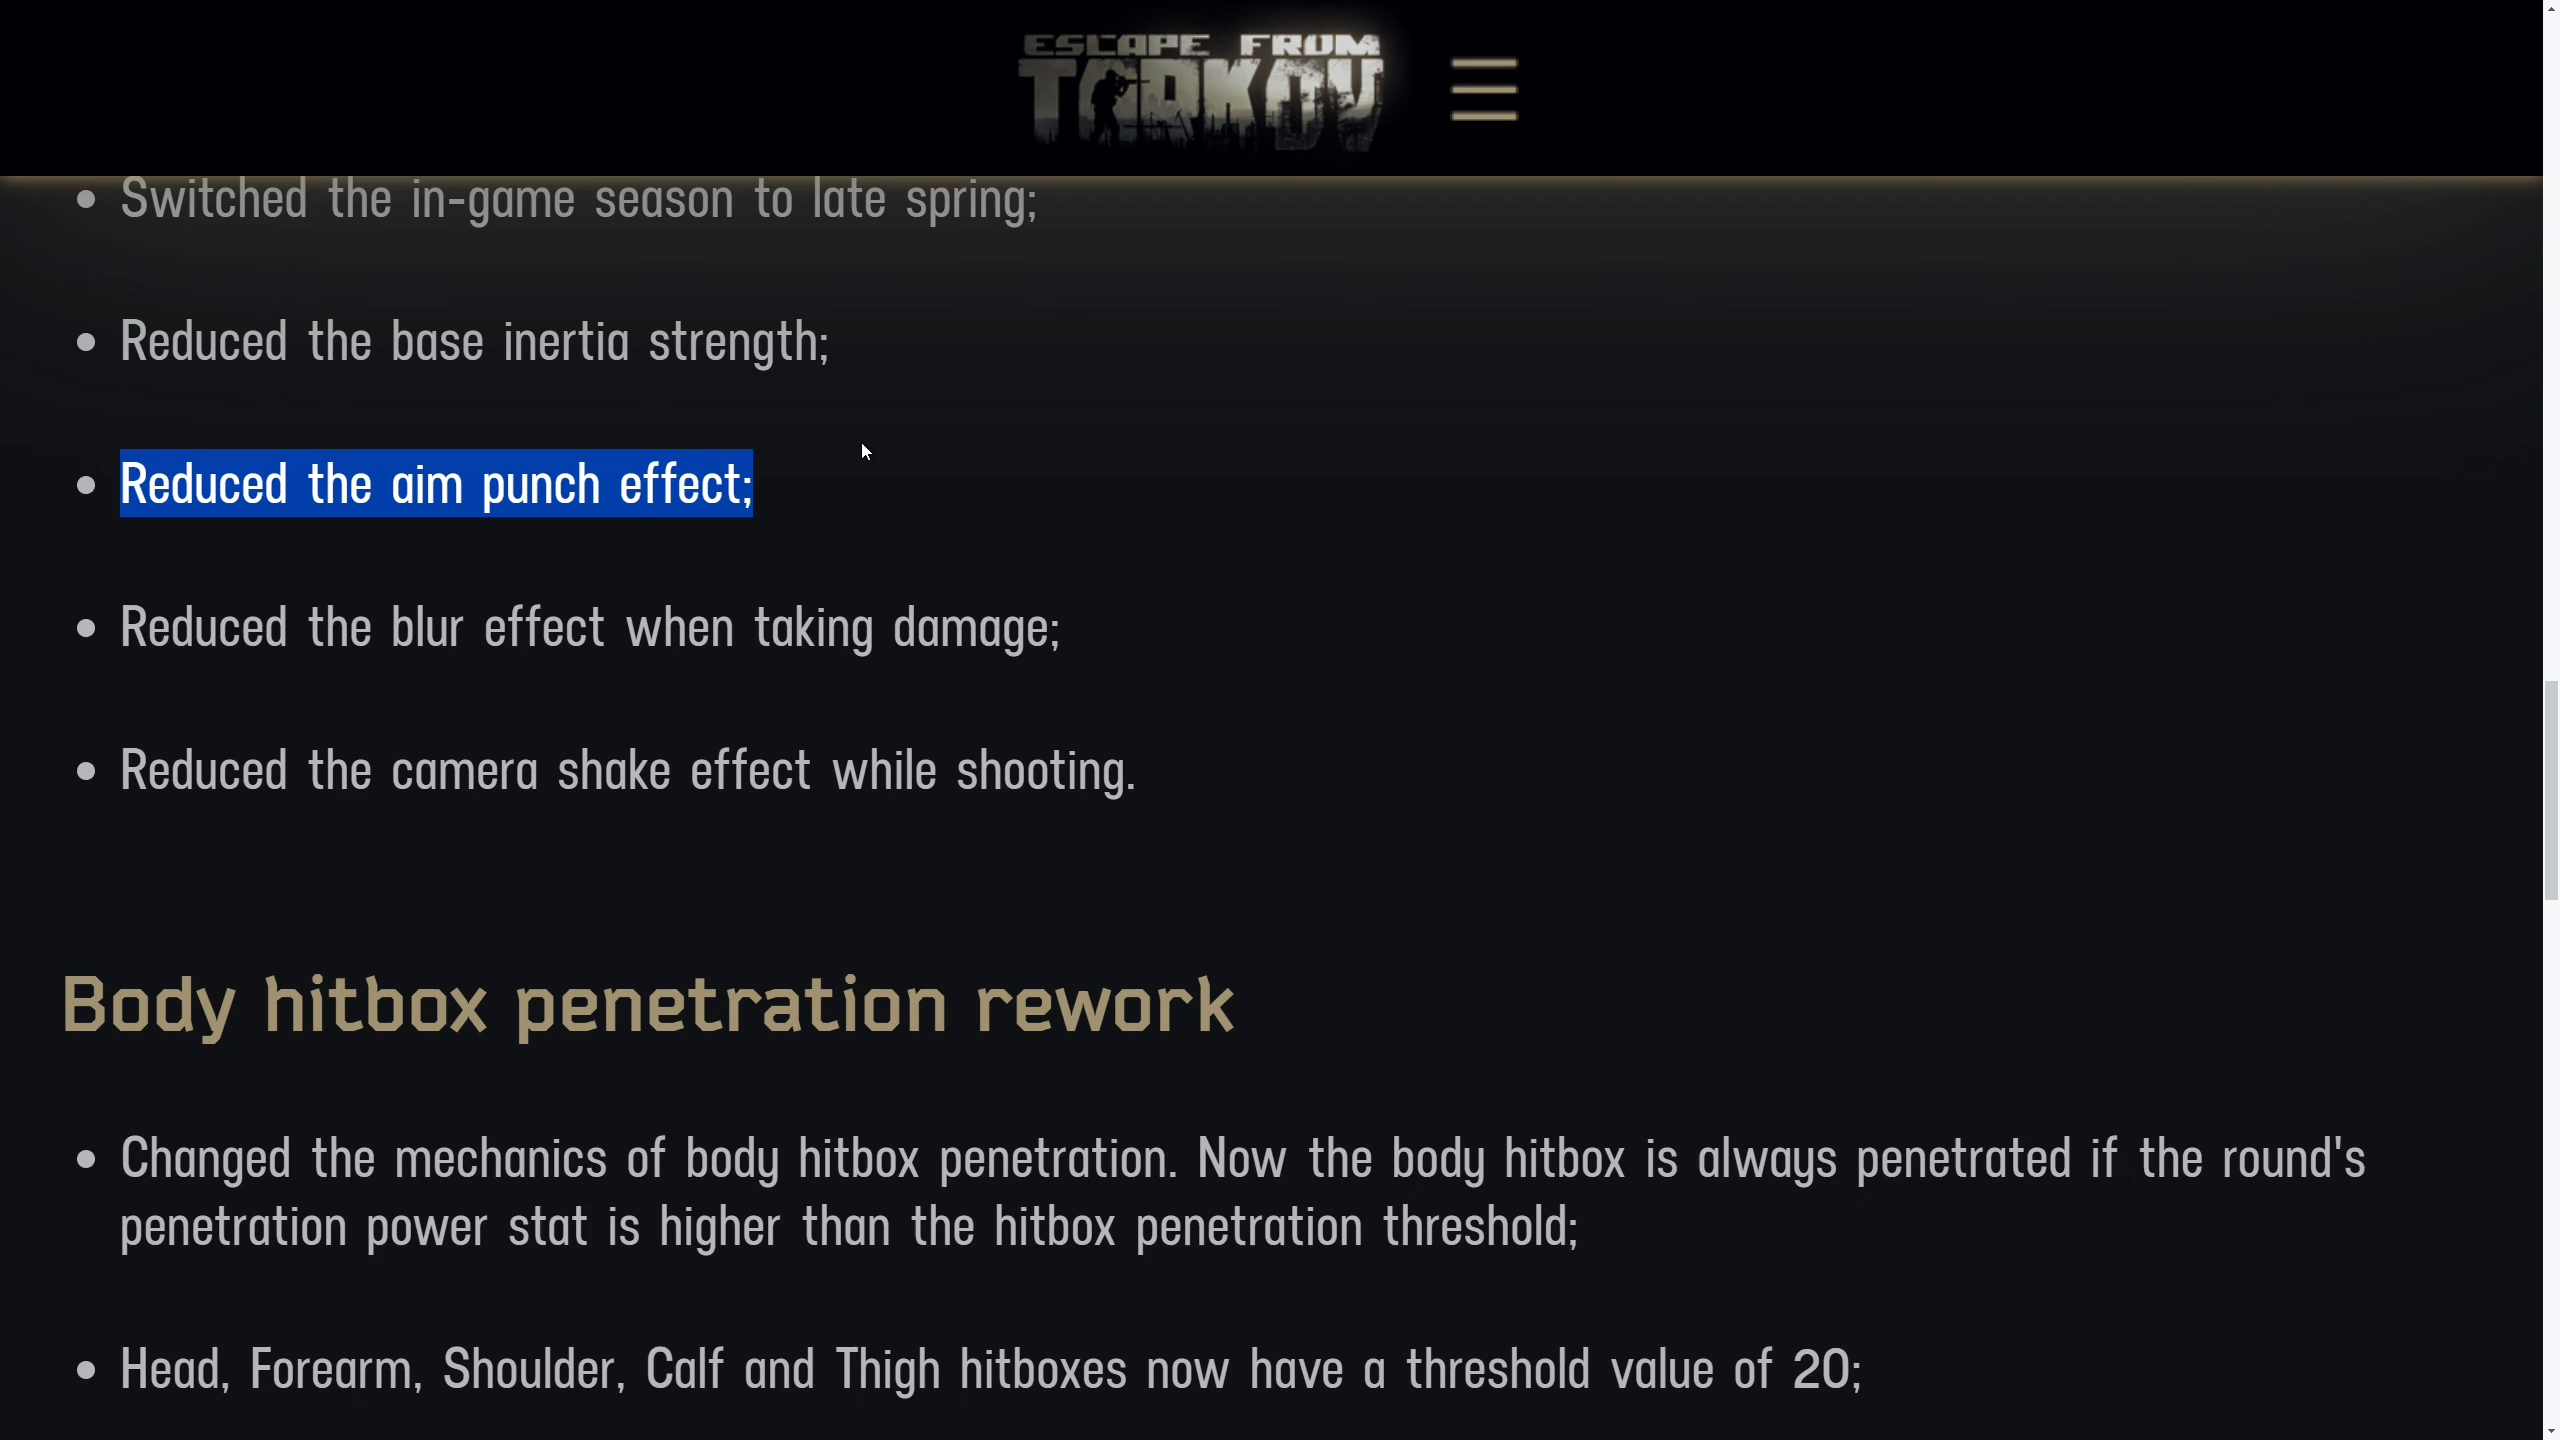 ESCAPE FROM
TARKOV
Switched the in-game season to late spring;
Reduced the base inertia strength;
Reduced the aim punch effect;
Reduced the blur effect when taking damage;
Reduced the camera shake effect while shooting.
Body hitbox penetration rework
Changed the mechanics of body hitbox penetration. Now the body hitbox is always penetrated if the round's
penetration power stat is higher than the hitbox penetration threshold;
Head, Forearm, Shoulder, Calf and Thigh hitboxes now have a threshold value of 20;